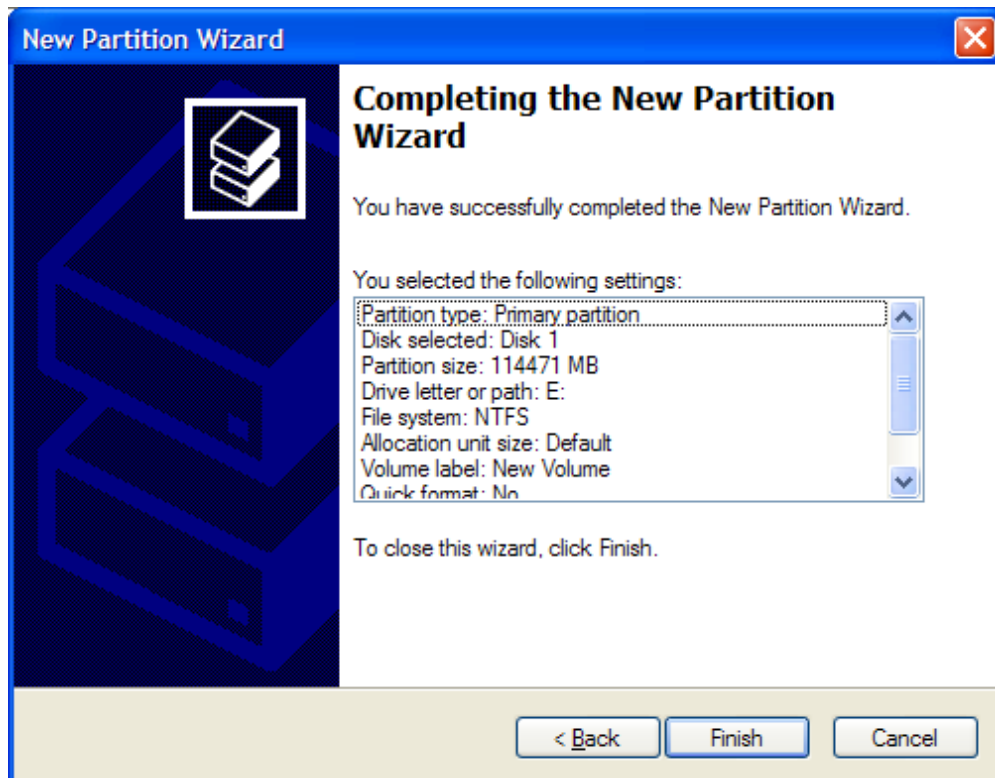 New Partition Wizard
Completing the New Partition
Wizard
You have successfully completed the New Partition Wizard.
You selected the following settings:
Partition type: Primary partition
Disk selected: Disk 1
Partition size: 114471 MB
Drive letter or path: E:
File system: NTFS
Allocation unit size: Default
Volume label: New Volume
Quick format: No
To close this wizard, click Finish.
< Back Finish Cancel